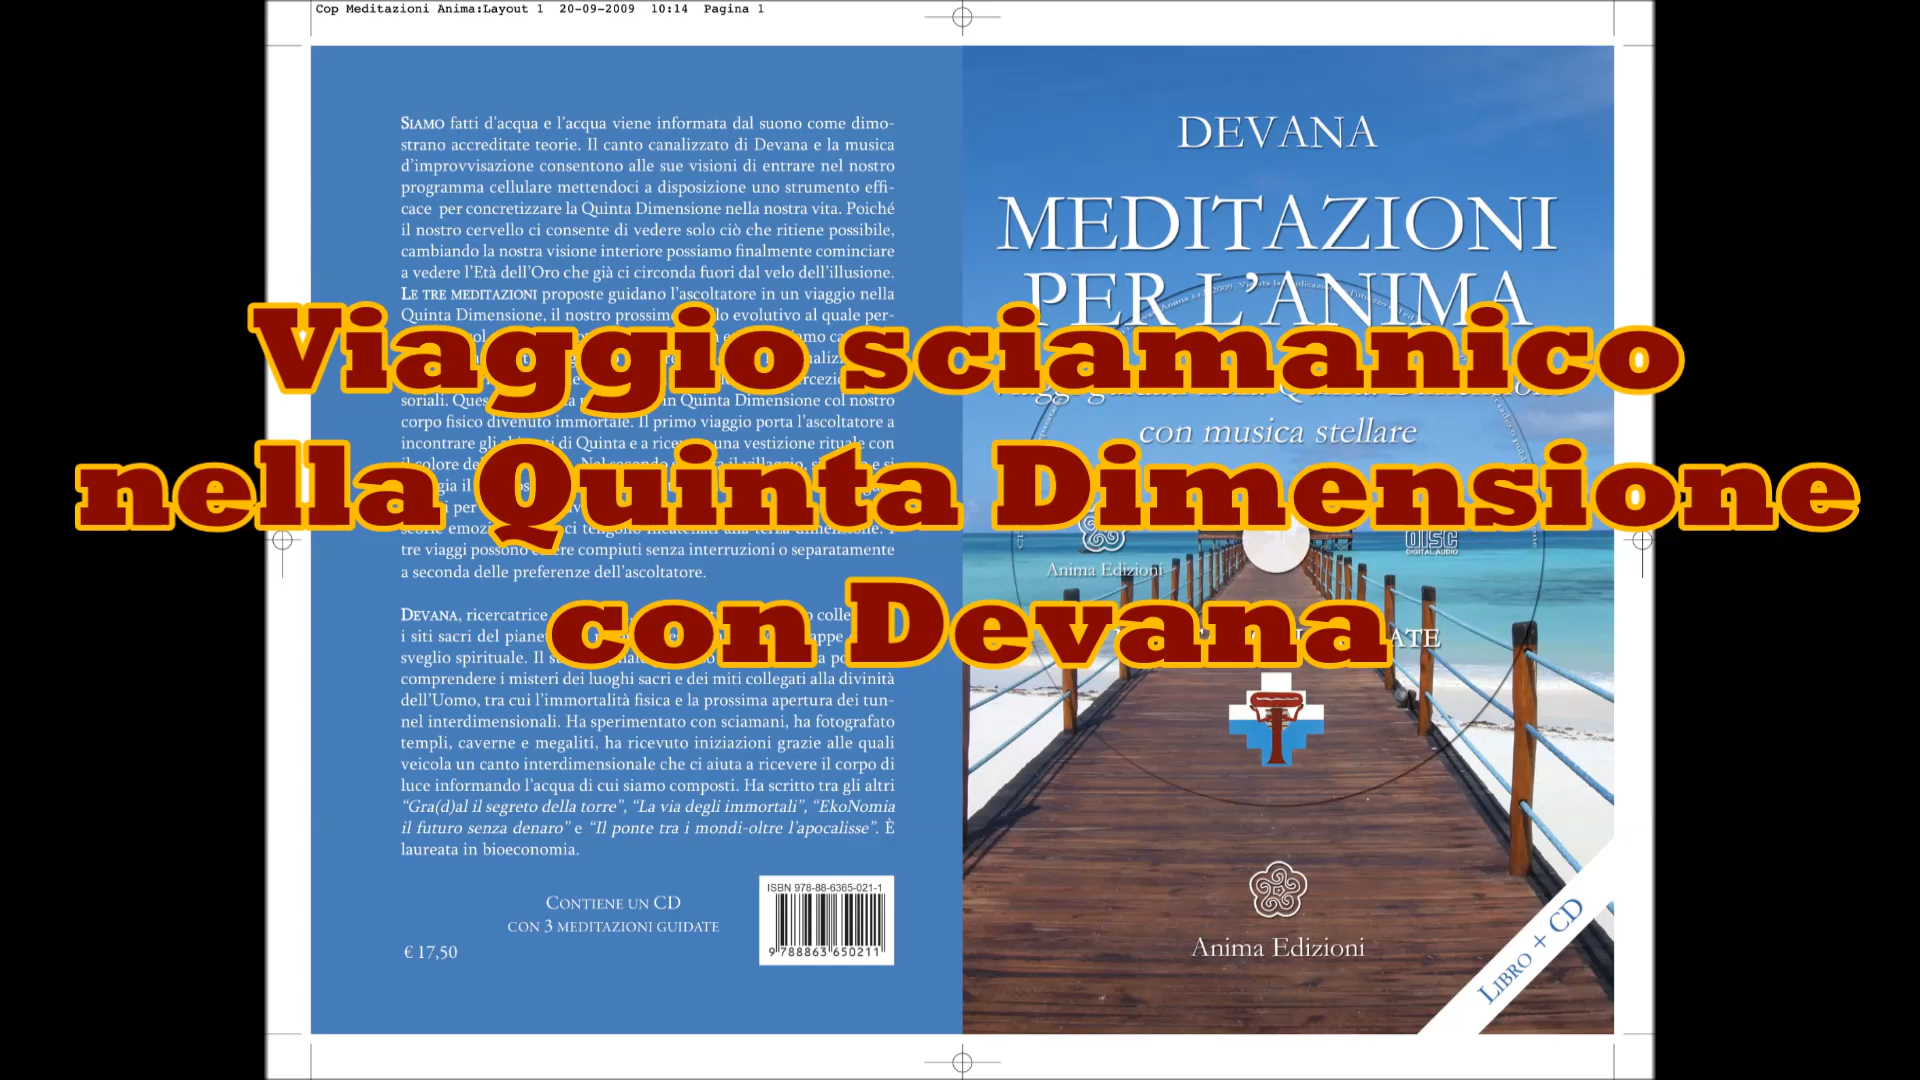 Cop Meditazioni Anima:Layout 1 20-09-2009 10:14 Pagina 1
SIAMO fatti d'acqua e l'acqua viene informata dal suono come dimo-
strano accreditate teorie. Il canto canalizzato di Devana e la musica
d'improvvisazione consentono alle sue visioni di entrare nel nostro
programma cellulare mettendoci a disposizione uno strumento effi-
cace per concretizzare la Quinta Dimensione nella nostra vita. Poiché
il nostro cervello ci consente di vedere solo ciò che ritiene possibile,
cambiando la nostra visione interiore possiamo finalmente cominciare
a vedere l'Età dell'Oro che già ci circonda fuori dal velo dell'illusione.
LE TRE MEDITAZIONI proposte guidano l'ascoltatore in un viaggio nella
Quinta Dimensione, il nostro prossimo
soriali. in Quinta Dimensione col nostro
corpo fisico divenuto immortale. Il primo viaggio porta l'ascoltatore a
incontrare gli di Quinta e a una vestizione rituale con
tre viaggi possono essere compiuti senza interruzioni o separatamente
a seconda delle preferenze dell'ascoltatore.
DEVANA, ricercatrice
i siti sacri del
sveglio spirituale. Il
comprendere i misteri dei luoghi sacri e dei miti collegati alla divinità
dell'Uomo, tra cui l'immortalità fisica e la prossima apertura dei tun-
nel interdimensionali. Ha sperimentato con sciamani, ha fotografato
templi, caverne e megaliti, ha ricevuto iniziazioni grazie alle quali
veicola un canto interdimensionale che ci aiuta a ricevere il corpo di
luce informando l'acqua di cui siamo composti. Ha scritto tra gli altri
"Gra(d)al il segreto della torre", "La via degli immortali", "EkoNomia
il futuro senza denaro" e "Il ponte tra i mondi-oltre l'apocalisse". È
laureata in bioeconomia.
CONTIENE UN CD
CON 3 MEDITAZIONI GUIDATE
€ 17,50
ISBN 978-88-6365-021-1
9 788863 650211
DEVANA
MEDITAZIONI
PER L'ANIMA
con musica stellare
Viaggio sciamanico
nella Quinta Dimensione
con Devana
DISC
DIGITAL AUDIO
Anima Edizioni
Anima Edizioni
LIBRO + CD